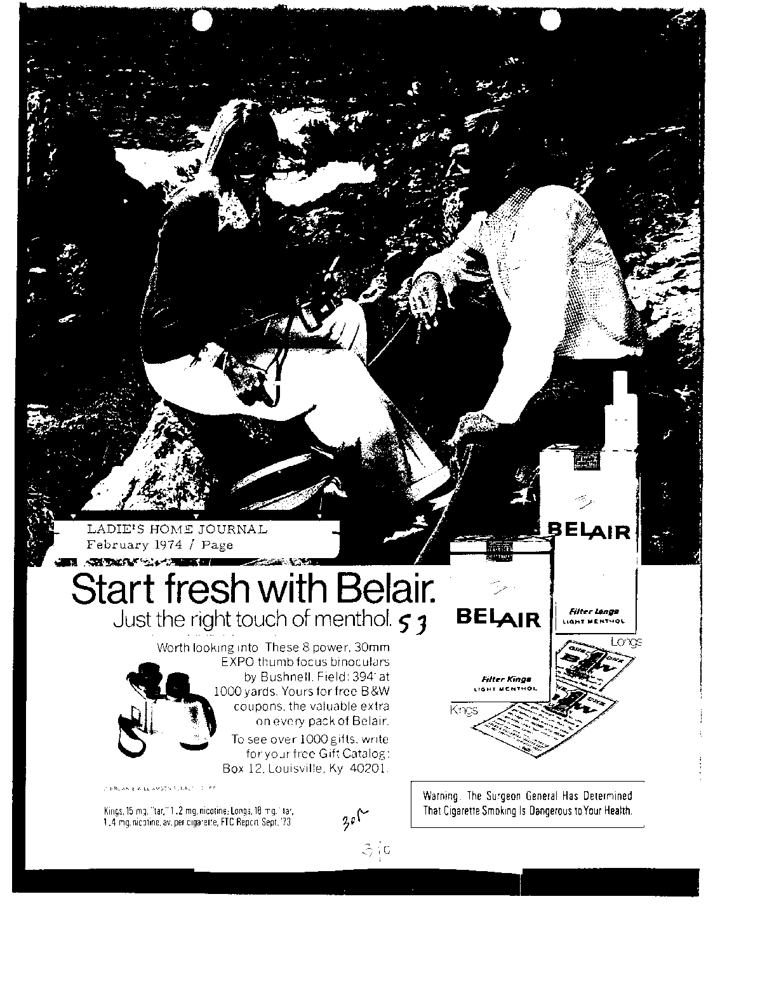 LADIE'S HOME JOURNAL
February 1974 / Page
Start fresh with Belair.
Just the right touch of menthol. 53
Worth looking into. These 8 power, 30mm
EXPO thumb focus binoculars
by Bushnell. Field: 394' at
1000 yards. Yours for free B&W
coupons, the valuable extra
on every pack of Belair.
To see over 1000 gifts, write
for your free Gift Catalog:
Box 12, Louisville, Ky 40201.
Kings, 15 mg. "tar," 1.2 mg. nicotine; Longs, 18 mg. "tar,"
1.4 mg. nicotine, av. per cigarette, FTC Report Sept. '73
BELAIR
Filter Longs
LIGHT MENTHOL
Longs
BELAIR
Filter Kings
LIGHT MENTHOL
Kings
Warning: The Surgeon General Has Determined
That Cigarette Smoking Is Dangerous to Your Health.